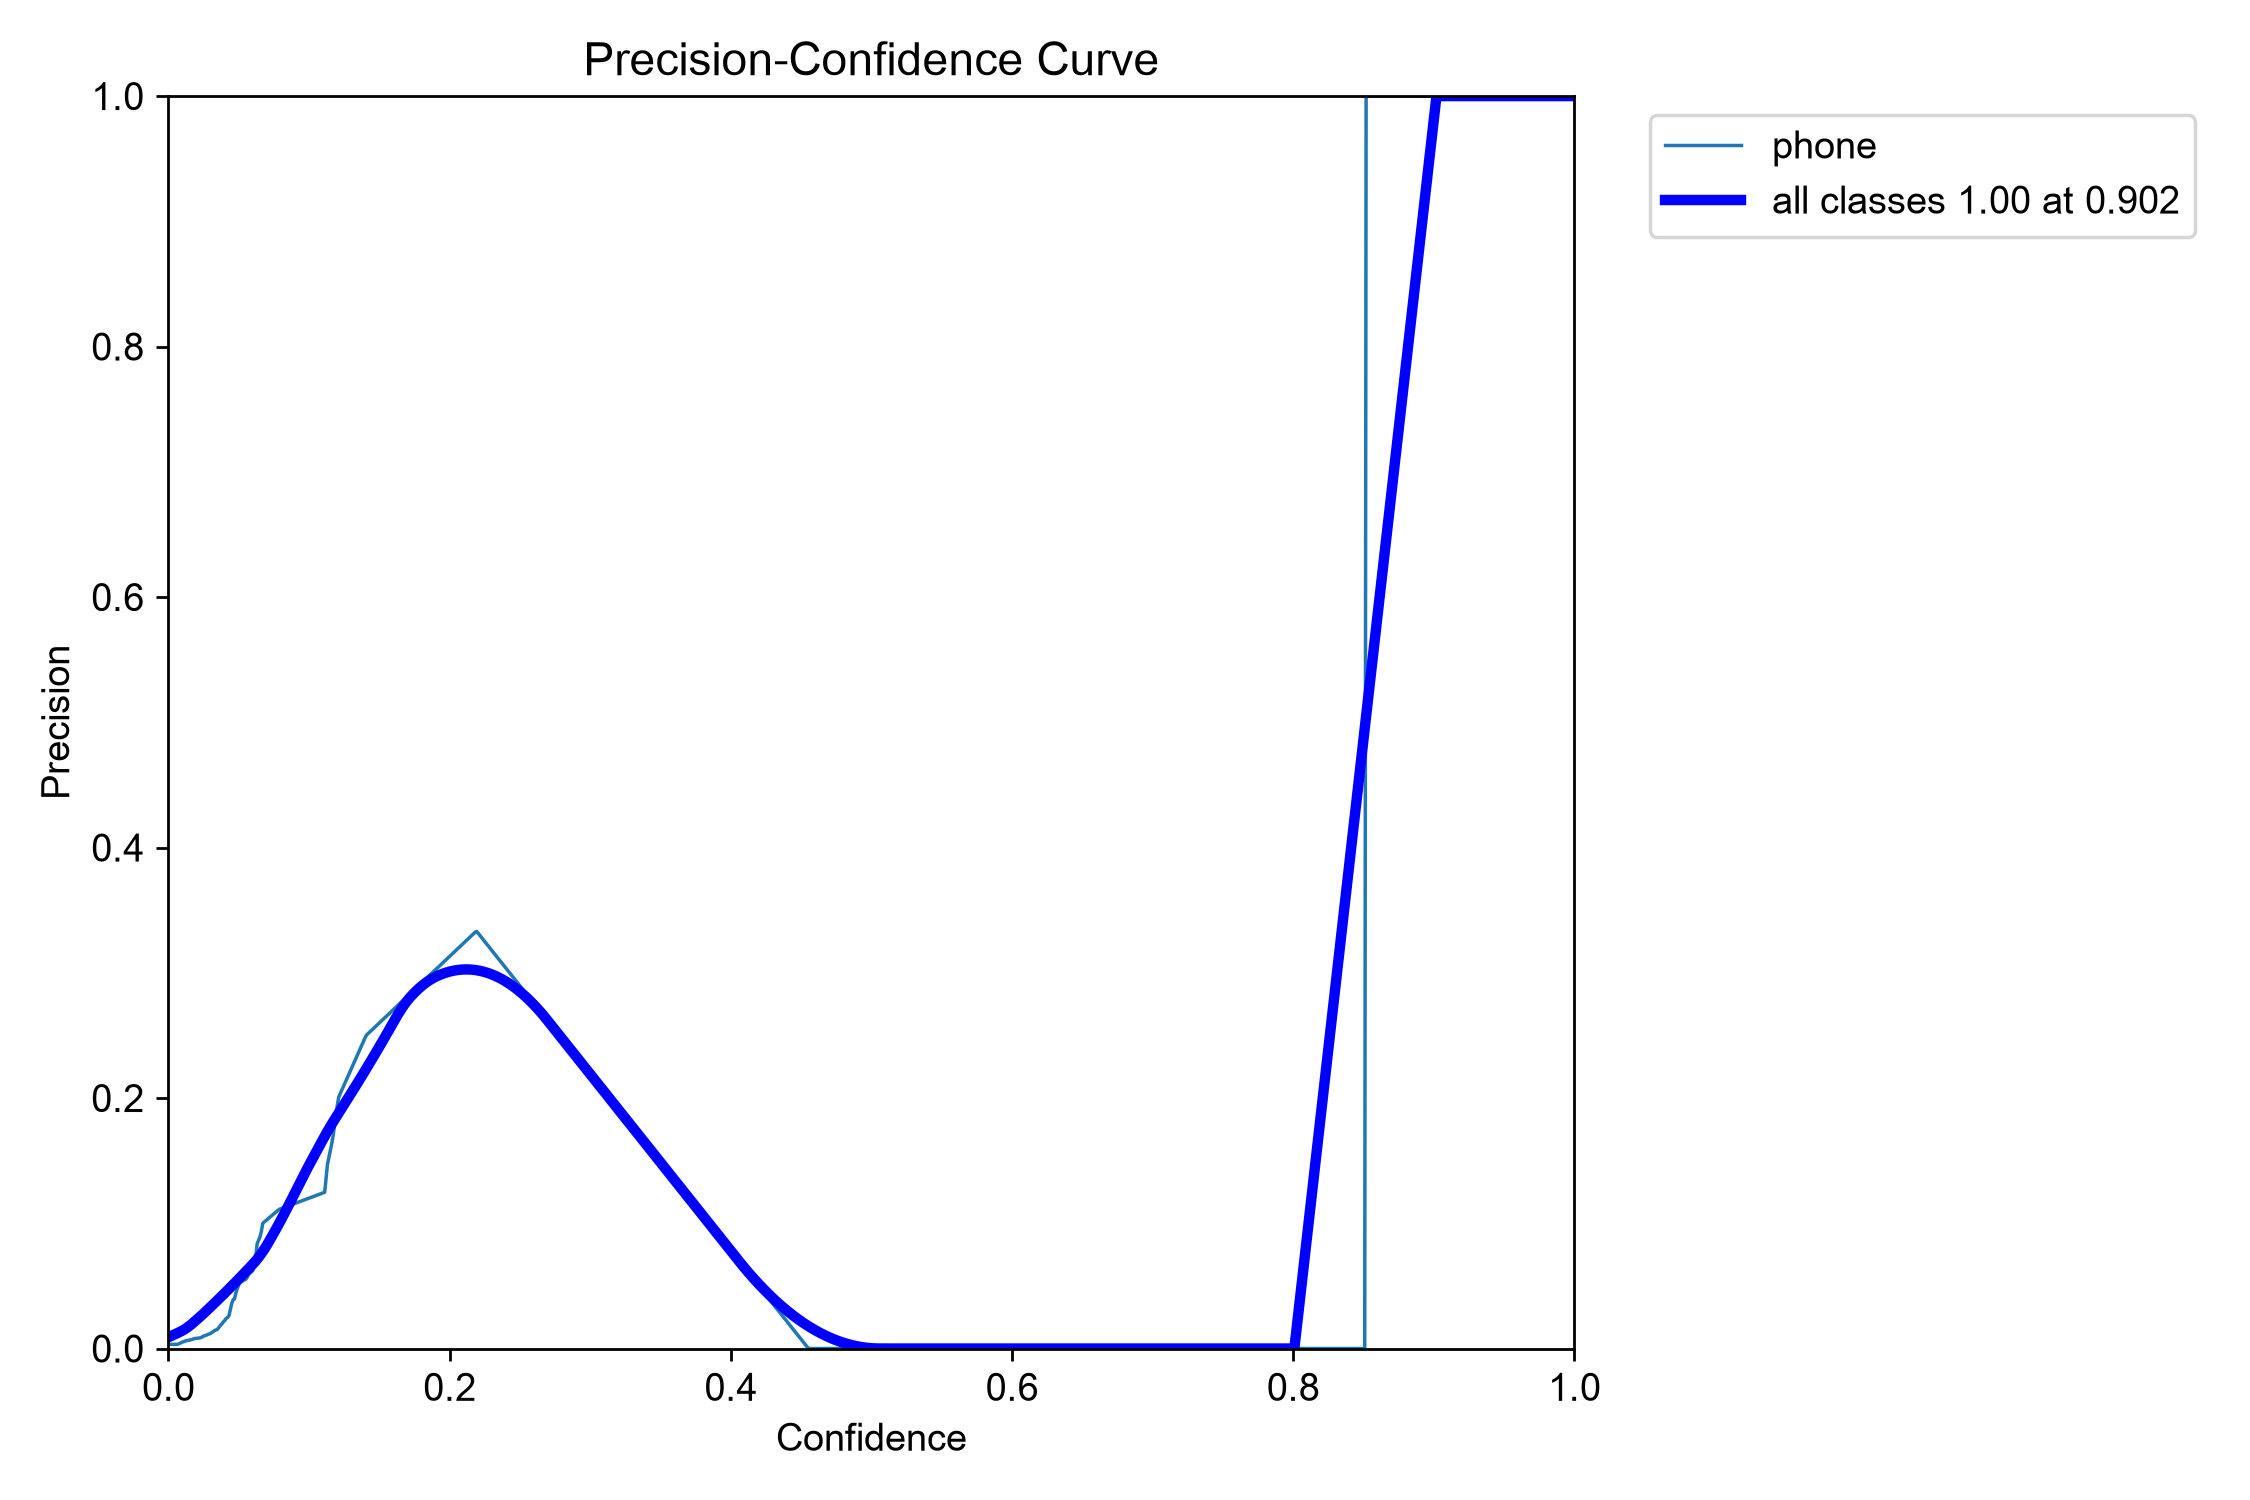 Precision-Confidence Curve
1.0
0.8
0.6
0.4
0.2
0.0
Precision
0.0 0.2 0.4 0.6 0.8 1.0
Confidence
phone
all classes 1.00 at 0.902